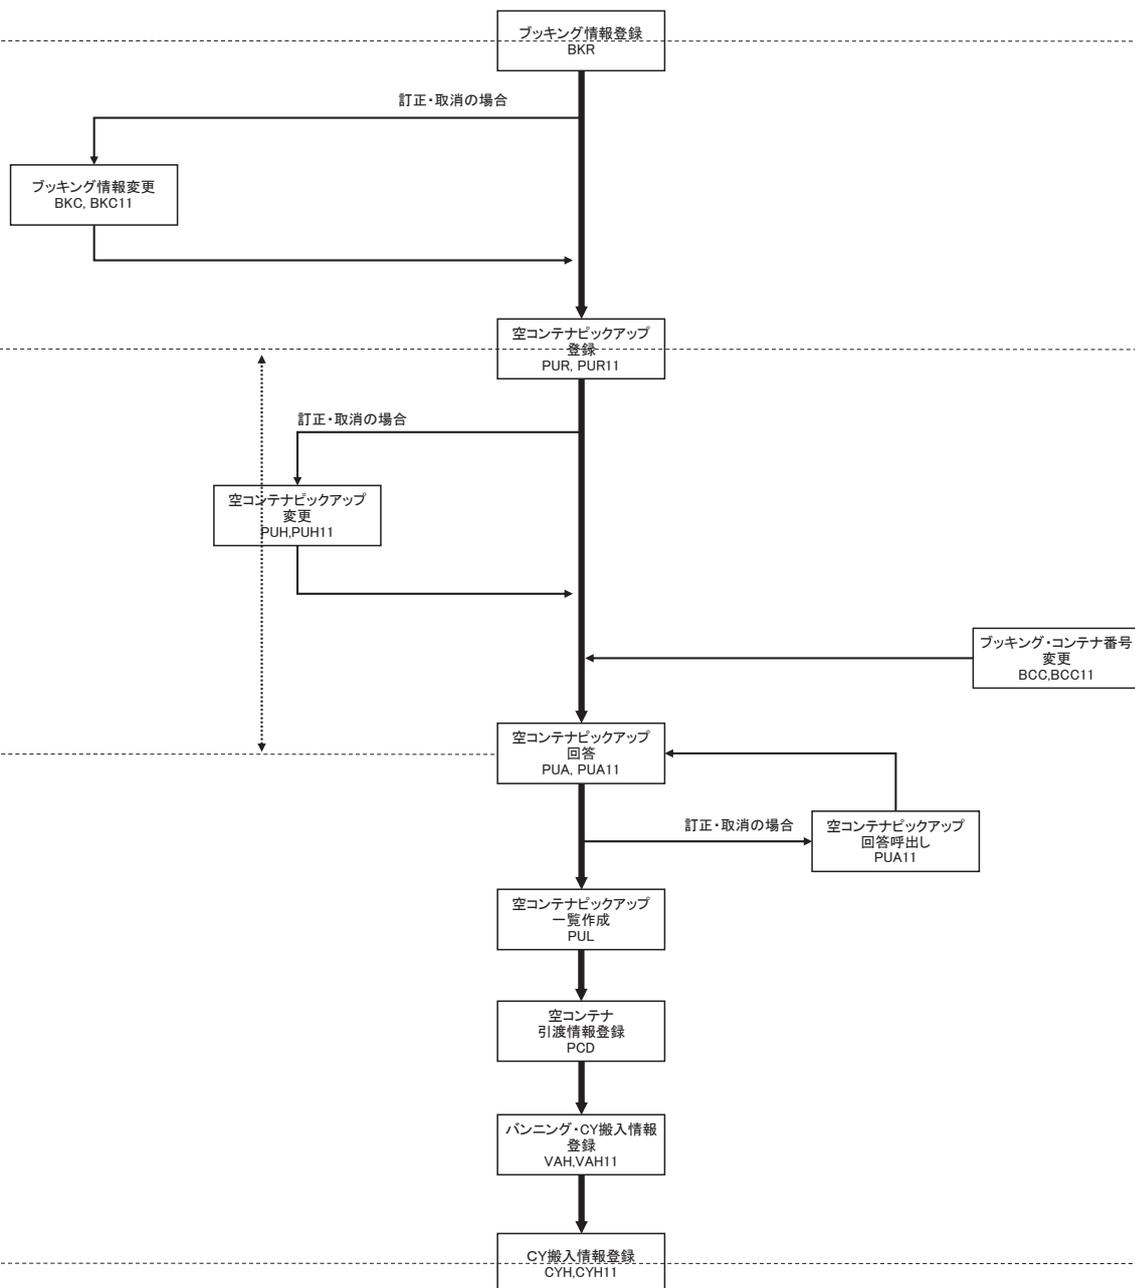 ブッキング情報登録
BKR
訂正・取消の場合
ブッキング情報変更
BKC, BKC11
空コンテナピックアップ
登録
PUR, PUR11
訂正・取消の場合
空コンテナピックアップ
変更
PUH,PUH11
ブッキング・コンテナ番号
変更
BCC,BCC11
空コンテナピックアップ
回答
PUA, PUA11
訂正・取消の場合
空コンテナピックアップ
回答呼出し
PUA11
空コンテナピックアップ
一覧作成
PUL
空コンテナ
引渡情報登録
PCD
バンニング・CY搬入情報
登録
VAH,VAH11
CY搬入情報登録
CYH,CYH11